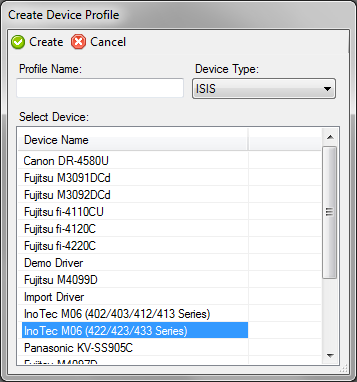 Create Device Profile
Create Cancel
Profile Name: Device Type:
ISIS
Select Device:
Device Name
Canon DR-4580U
Fujitsu M3091DCd
Fujitsu M3092DCd
Fujitsu fi-4110CU
Fujitsu fi-4120C
Fujitsu fi-4220C
Demo Driver
Fujitsu M4099D
Import Driver
InoTec M06 (402/403/412/413 Series)
InoTec M06 (422/423/433 Series)
Panasonic KV-SS905C
Fujitsu M4097D